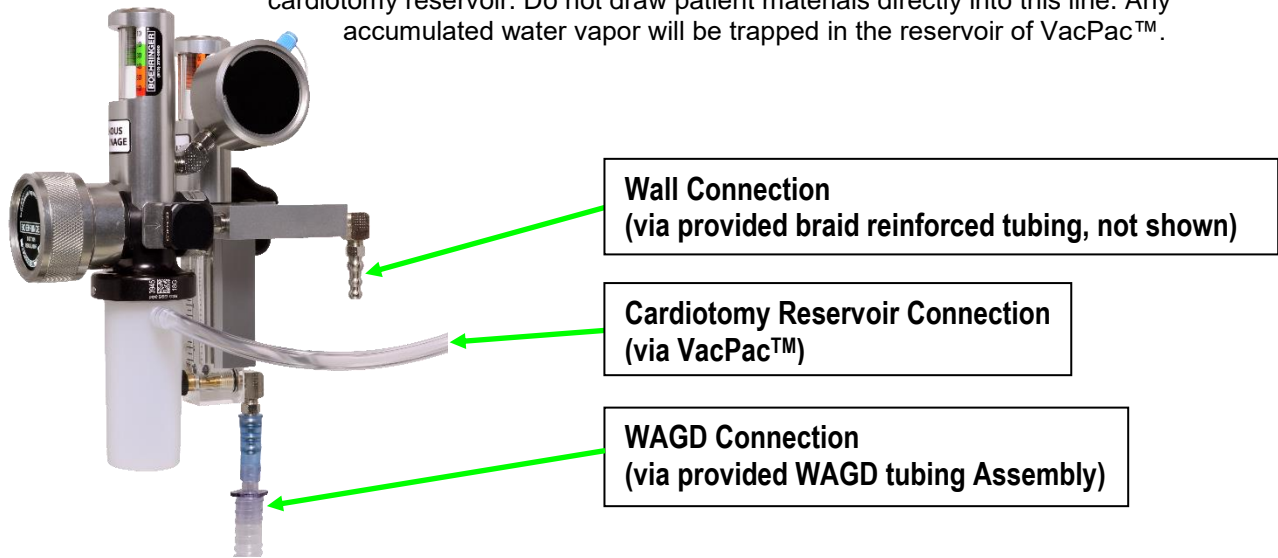 cardiotomy reservoir. Do not draw patient materials directly into this line. Any
accumulated water vapor will be trapped in the reservoir of VacPac™.
BOEHRINGER
Wall Connection
(via provided braid reinforced tubing, not shown)
Cardiotomy Reservoir Connection
(via VacPac™)
WAGD Connection
(via provided WAGD tubing Assembly)